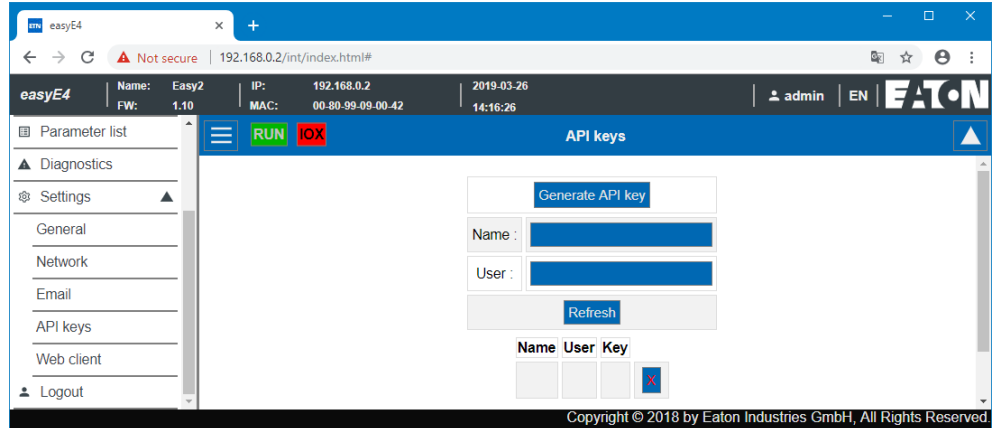 ETN easyE4
Not secure | 192.168.0.2/int/index.html#
easyE4
Name: Easy2
FW: 1.10
IP: 192.168.0.2
MAC: 00-80-99-09-00-42
2019-03-26
14:16:26
admin
EN
EATON
Parameter list
Diagnostics
Settings
General
Network
Email
API keys
Web client
Logout
RUN IOX
API keys
Generate API key
Name :
User :
Refresh
Name User Key
X
Copyright © 2018 by Eaton Industries GmbH, All Rights Reserved.